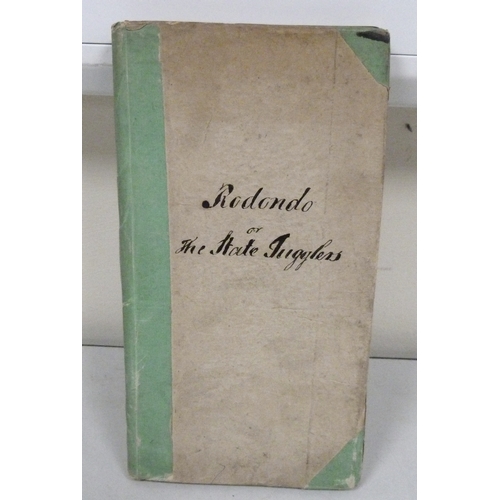 Rodondo
or
The State Jugglers